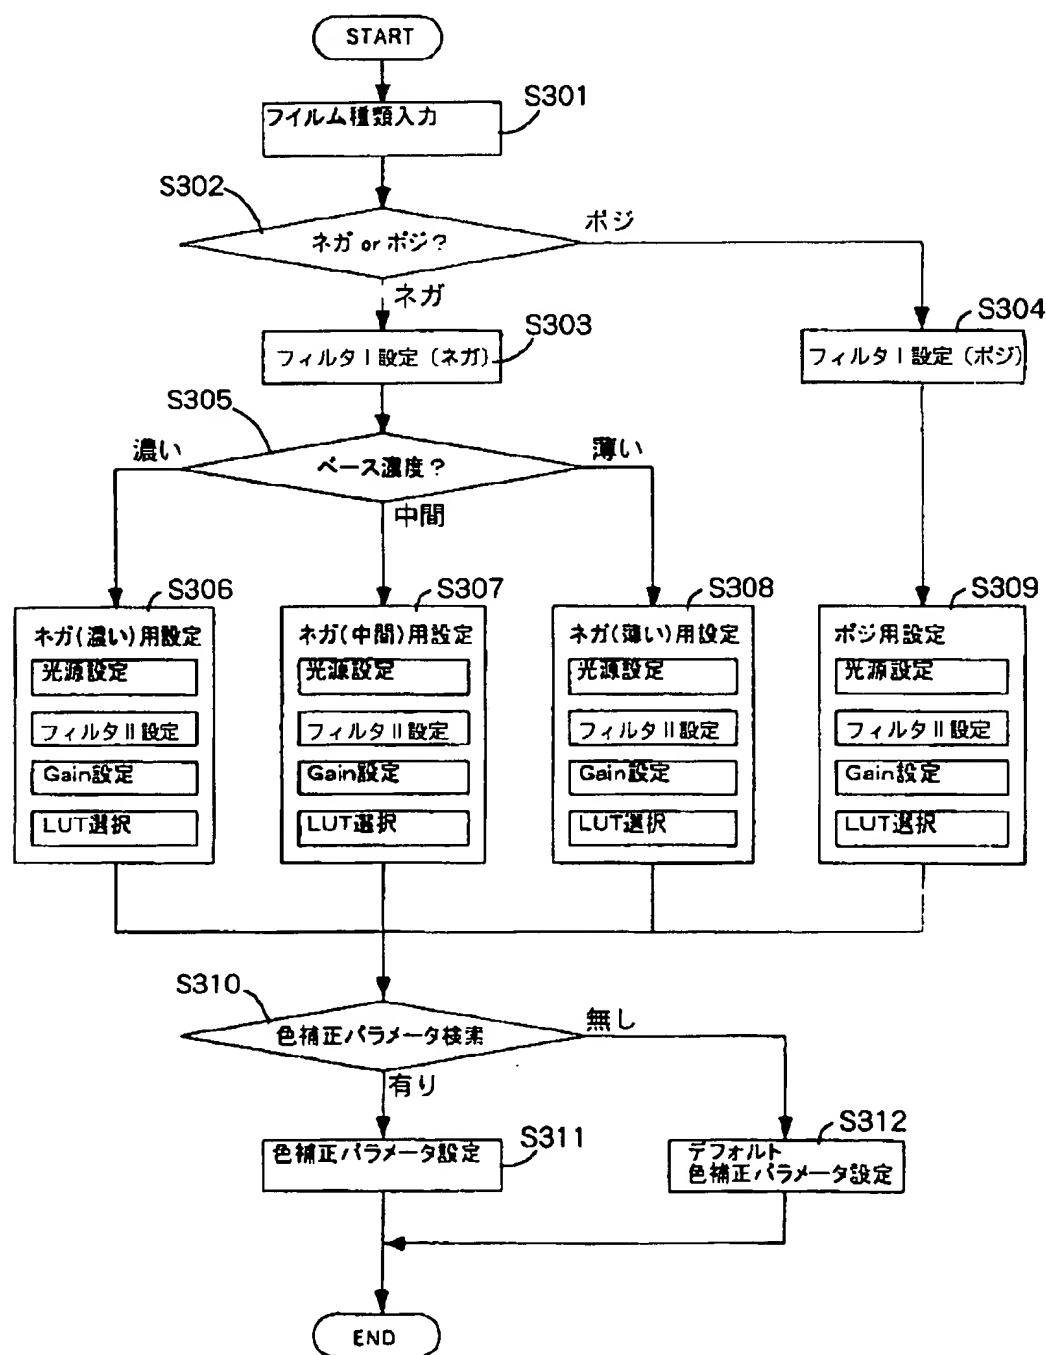 START
フイルム種類入力
S301
S302
ネガ or ポジ？
ポジ
ネガ
S303
フィルタⅠ設定（ネガ）
S304
フィルタⅠ設定（ポジ）
S305
ベース濃度？
濃い
中間
薄い
S306
ネガ(濃い)用設定
光源設定
フィルタⅡ設定
Gain設定
LUT選択
S307
ネガ(中間)用設定
光源設定
フィルタⅡ設定
Gain設定
LUT選択
S308
ネガ(薄い)用設定
光源設定
フィルタⅡ設定
Gain設定
LUT選択
S309
ポジ用設定
光源設定
フィルタⅡ設定
Gain設定
LUT選択
S310
色補正パラメータ検索
無し
有り
S311
色補正パラメータ設定
S312
デフォルト
色補正パラメータ設定
END